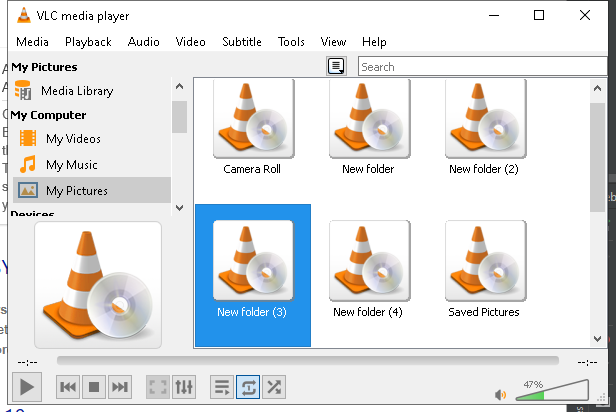 VLC media player
Media Playback Audio Video Subtitle Tools View Help
My Pictures
Search
Media Library
My Computer
My Videos
My Music
My Pictures
Devices
Camera Roll
New folder
New folder (2)
New folder (3)
New folder (4)
Saved Pictures
--:--
--:--
47%